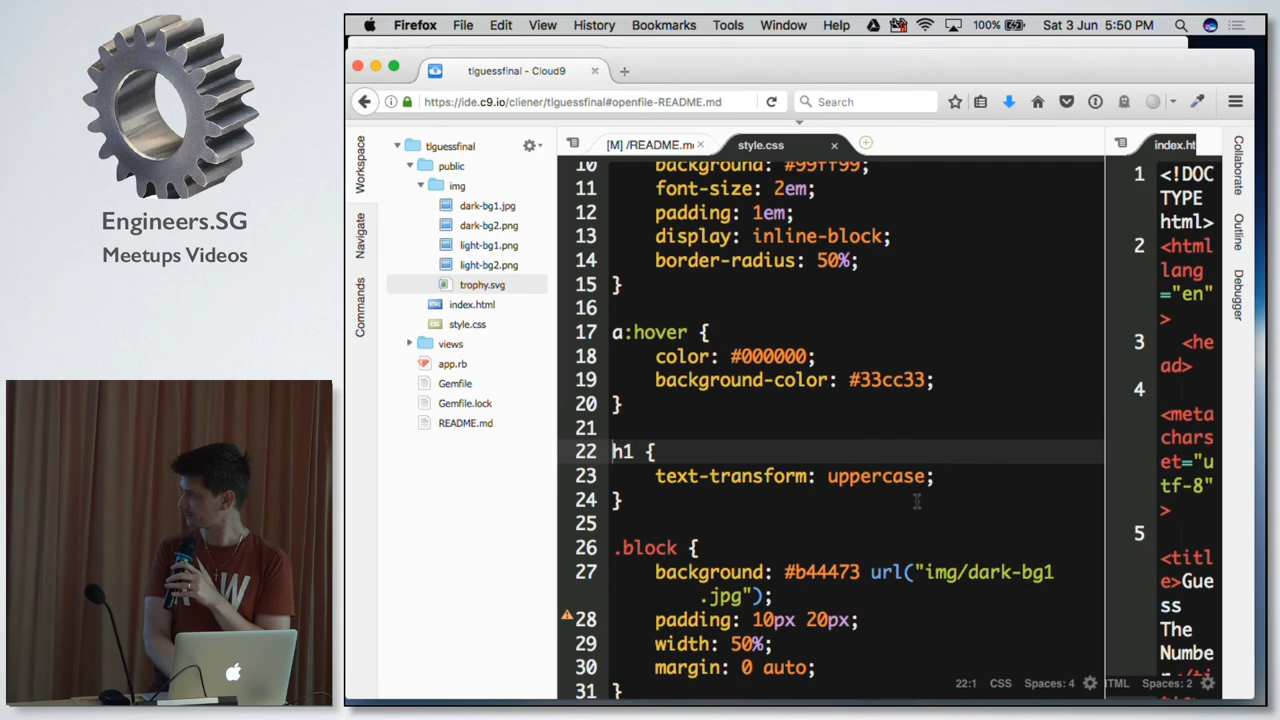 Engineers.SG
Meetups Videos
Firefox File Edit View History Bookmarks Tools Window Help 100% Sat 3 Jun 5:50 PM
tlguessfinal - Cloud9
https://ide.c9.io/cliener/tlguessfinal#openfile-README.md
Search
Workspace
Navigate
Commands
tlguessfinal
public
img
dark-bg1.jpg
dark-bg2.png
light-bg1.png
light-bg2.png
trophy.svg
index.html
style.css
views
app.rb
Gemfile
Gemfile.lock
README.md
[M] /README.m
style.css
10 background: #99ff99;
11 font-size: 2em;
12 padding: 1em;
13 display: inline-block;
14 border-radius: 50%;
15 }
16
17 a:hover {
18 color: #000000;
19 background-color: #33cc33;
20 }
21
22 h1 {
23 text-transform: uppercase;
24 }
25
26 .block {
27 background: #b44473 url("img/dark-bg1
.jpg");
28 padding: 10px 20px;
29 width: 50%;
30 margin: 0 auto;
31 }
22:1 CSS Spaces: 4
index.ht
1 <!DOC
TYPE
html>
2 <html
lang
="en"
>
3 <he
ad>
4
<meta
chars
et="u
tf-8"
>
5
<titl
e>Gue
ss
The
Numbe
HTML Spaces: 2
Collaborate
Outline
Debugger